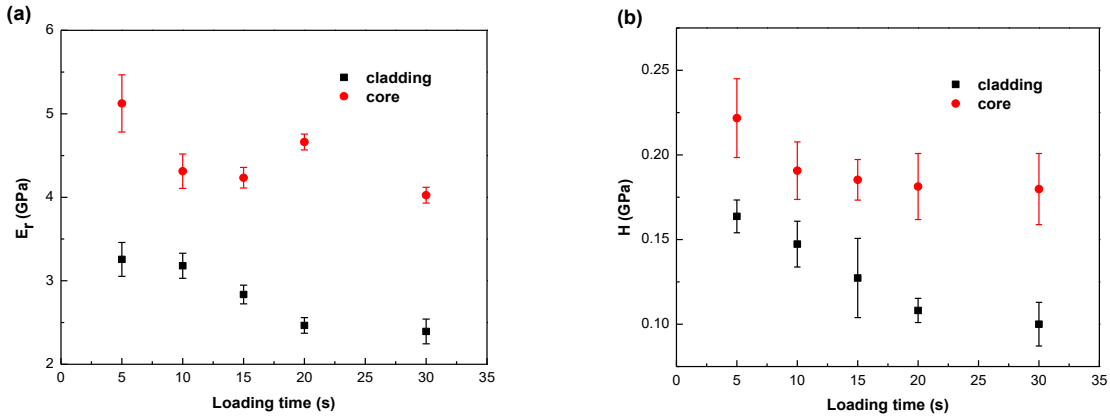 (a)
6
5
4
3
2
E_r (GPa)
cladding
core
0 5 10 15 20 25 30 35
Loading time (s)
(b)
0.25
0.20
0.15
0.10
H (GPa)
cladding
core
0 5 10 15 20 25 30 35
Loading time (s)